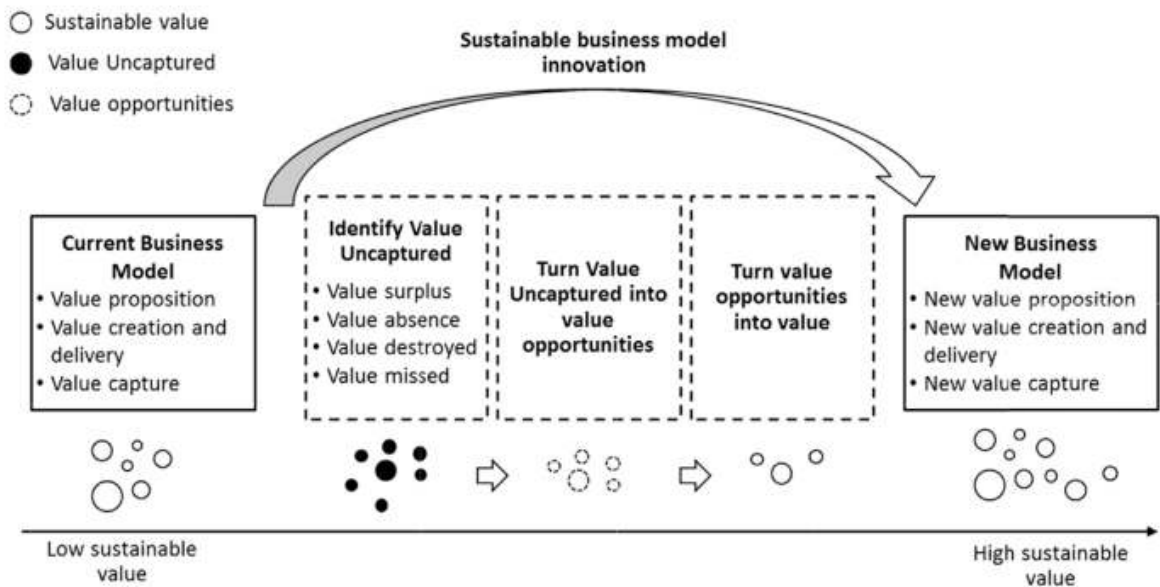 Sustainable value
Value Uncaptured
Value opportunities
Sustainable business model
innovation
Current Business
Model
• Value proposition
• Value creation and
delivery
• Value capture
Identify Value
Uncaptured
• Value surplus
• Value absence
• Value destroyed
• Value missed
Turn Value
Uncaptured into
value
opportunities
Turn value
opportunities
into value
New Business
Model
• New value proposition
• New value creation and
delivery
• New value capture
Low sustainable
value
High sustainable
value